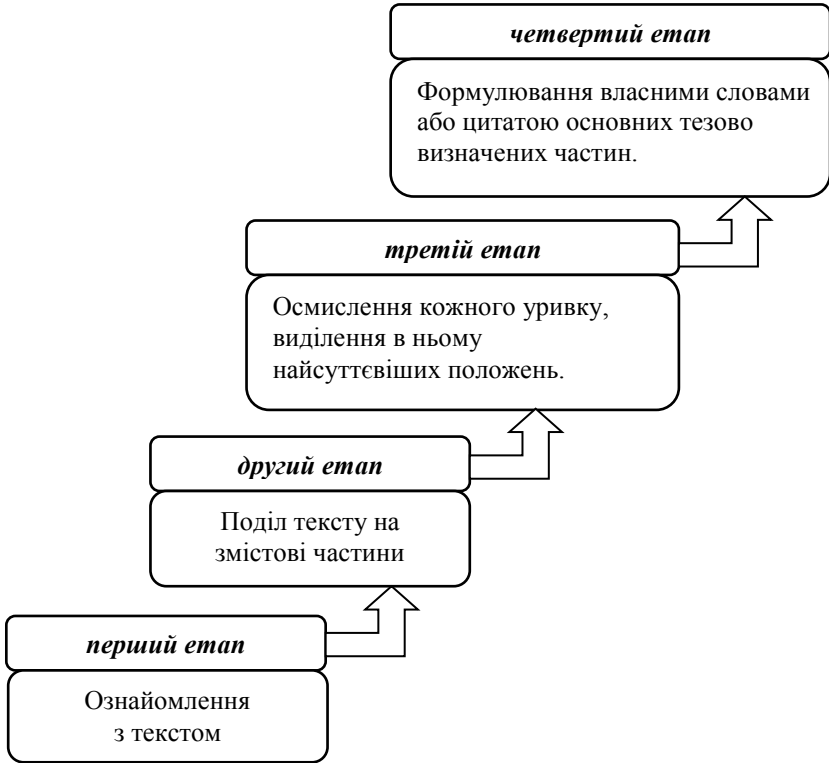 четвертий етап
Формулювання власними словами
або цитатою основних тезово
визначених частин.
третій етап
Осмислення кожного уривку,
виділення в ньому
найсуттєвіших положень.
другий етап
Поділ тексту на
змістові частини
перший етап
Ознайомлення
з текстом